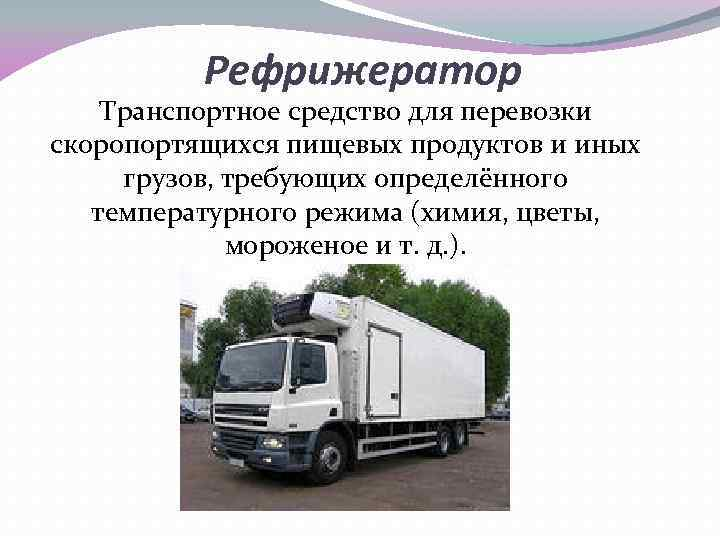 Рефрижератор
Транспортное средство для перевозки
скоропортящихся пищевых продуктов и иных
грузов, требующих определённого
температурного режима (химия, цветы,
мороженое и т. д. ).